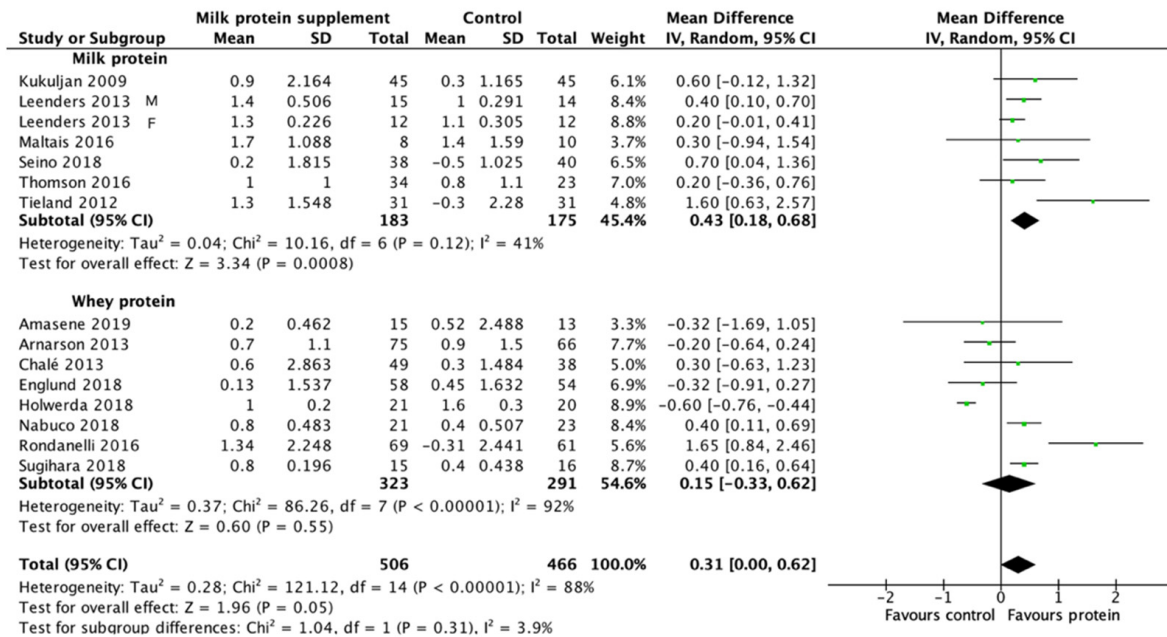 Milk protein supplement Control Mean Difference Mean Difference
Study or Subgroup Mean SD Total Mean SD Total Weight IV, Random, 95% CI IV, Random, 95% CI
Milk protein
Kukuljan 2009 0.9 2.164 45 0.3 1.165 45 6.1% 0.60 [−0.12, 1.32]
Leenders 2013 M 1.4 0.506 15 1 0.291 14 8.4% 0.40 [0.10, 0.70]
Leenders 2013 F 1.3 0.226 12 1.1 0.305 12 8.8% 0.20 [−0.01, 0.41]
Maltais 2016 1.7 1.088 8 1.4 1.59 10 3.7% 0.30 [−0.94, 1.54]
Seino 2018 0.2 1.815 38 −0.5 1.025 40 6.5% 0.70 [0.04, 1.36]
Thomson 2016 1 1 34 0.8 1.1 23 7.0% 0.20 [−0.36, 0.76]
Tieland 2012 1.3 1.548 31 −0.3 2.28 31 4.8% 1.60 [0.63, 2.57]
Subtotal (95% CI) 183 175 45.4% 0.43 [0.18, 0.68]
Heterogeneity: Tau² = 0.04; Chi² = 10.16, df = 6 (P = 0.12); I² = 41%
Test for overall effect: Z = 3.34 (P = 0.0008)
Whey protein
Amasene 2019 0.2 0.462 15 0.52 2.488 13 3.3% −0.32 [−1.69, 1.05]
Arnarson 2013 0.7 1.1 75 0.9 1.5 66 7.7% −0.20 [−0.64, 0.24]
Chalé 2013 0.6 2.863 49 0.3 1.484 38 5.0% 0.30 [−0.63, 1.23]
Englund 2018 0.13 1.537 58 0.45 1.632 54 6.9% −0.32 [−0.91, 0.27]
Holwerda 2018 1 0.2 21 1.6 0.3 20 8.9% −0.60 [−0.76, −0.44]
Nabuco 2018 0.8 0.483 21 0.4 0.507 23 8.4% 0.40 [0.11, 0.69]
Rondanelli 2016 1.34 2.248 69 −0.31 2.441 61 5.6% 1.65 [0.84, 2.46]
Sugihara 2018 0.8 0.196 15 0.4 0.438 16 8.7% 0.40 [0.16, 0.64]
Subtotal (95% CI) 323 291 54.6% 0.15 [−0.33, 0.62]
Heterogeneity: Tau² = 0.37; Chi² = 86.26, df = 7 (P < 0.00001); I² = 92%
Test for overall effect: Z = 0.60 (P = 0.55)
Total (95% CI) 506 466 100.0% 0.31 [0.00, 0.62]
Heterogeneity: Tau² = 0.28; Chi² = 121.12, df = 14 (P < 0.00001); I² = 88%
Test for overall effect: Z = 1.96 (P = 0.05)
Test for subgroup differences: Chi² = 1.04, df = 1 (P = 0.31), I² = 3.9%
−2 −1 0 1 2
Favours control Favours protein